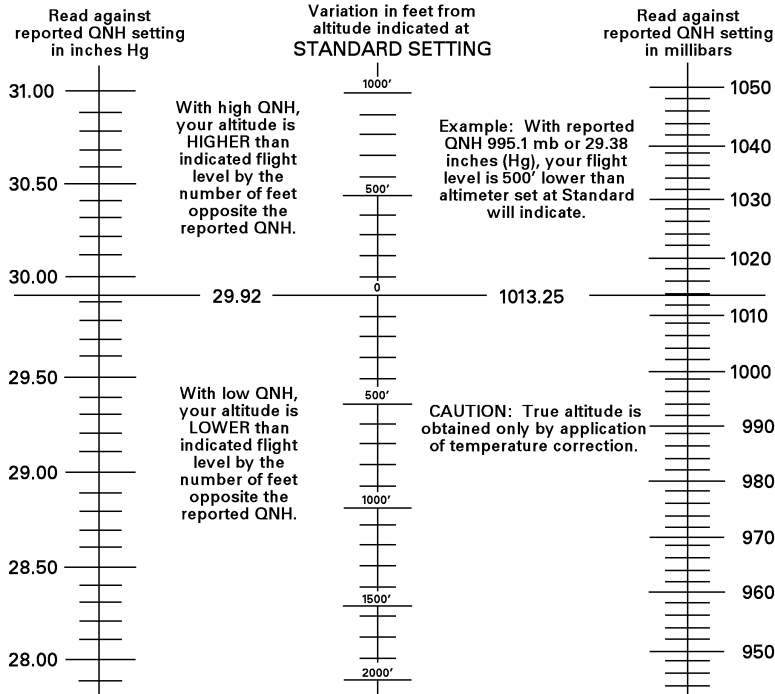 Read against
reported QNH setting
in inches Hg
Variation in feet from
altitude indicated at
STANDARD SETTING
Read against
reported QNH setting
in millibars
31.00
30.50
30.00
29.92
29.50
29.00
28.50
28.00
With high QNH,
your altitude is
HIGHER than
indicated flight
level by the
number of feet
opposite the
reported QNH.
With low QNH,
your altitude is
LOWER than
indicated flight
level by the
number of feet
opposite the
reported QNH.
1000′
500′
0
500′
1000′
1500′
2000′
Example: With reported
QNH 995.1 mb or 29.38
inches (Hg), your flight
level is 500′ lower than
altimeter set at Standard
will indicate.
1013.25
CAUTION: True altitude is
obtained only by application
of temperature correction.
1050
1040
1030
1020
1010
1000
990
980
970
960
950